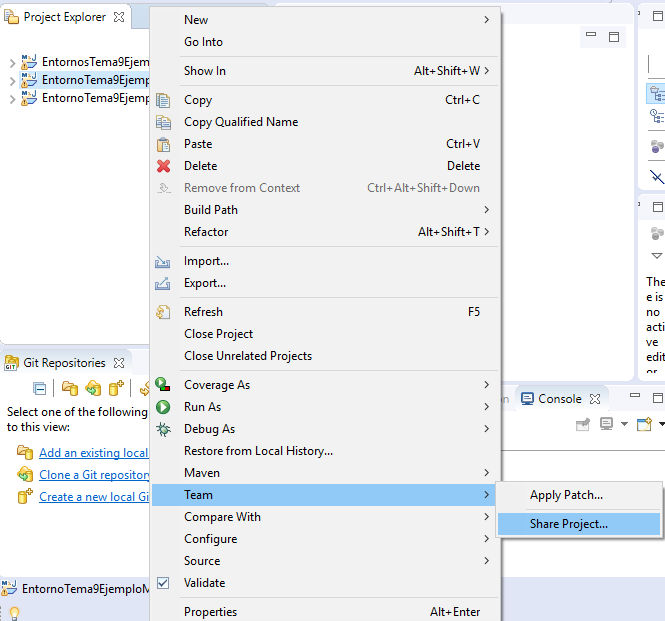 Project Explorer
EntornosTema9Ejem
EntornoTema9Ejemp
EntornoTema9Ejemp
New
Go Into
Show In Alt+Shift+W
Copy Ctrl+C
Copy Qualified Name
Paste Ctrl+V
Delete Delete
Remove from Context Ctrl+Alt+Shift+Down
Build Path
Refactor Alt+Shift+T
Import...
Export...
Refresh F5
Close Project
Close Unrelated Projects
Coverage As
Run As
Debug As
Restore from Local History...
Maven
Team
Compare With
Configure
Source
Validate
Properties Alt+Enter
Apply Patch...
Share Project...
Git Repositories
GIT
Select one of the following
to this view:
Add an existing local
Clone a Git repository
Create a new local Gi
EntornoTema9EjemploM
Console
The
e is
no
acti
ve
edit
or